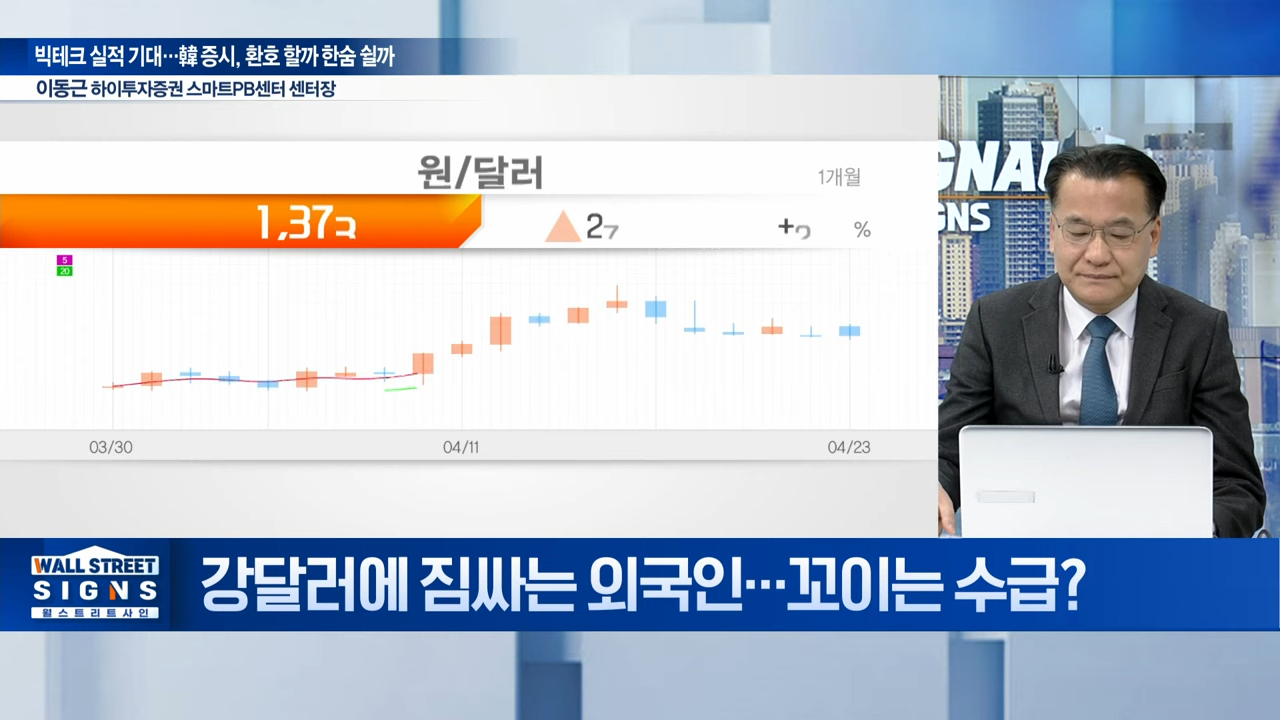 빅테크 실적 기대…韓 증시, 환호 할까 한숨 쉴까
이동근 하이투자증권 스마트PB센터 센터장
원/달러
1개월
%
5
20
03/30
04/11
04/23
GNAL
GNS
WALL STREET
SIGNS
월스트리트사인
강달러에 짐싸는 외국인…꼬이는 수급?